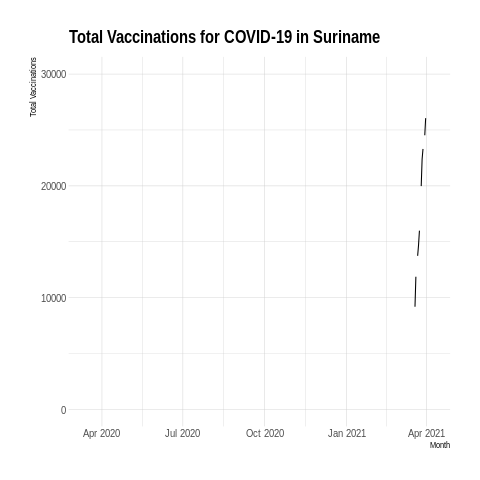 Total Vaccinations for COVID-19 in Suriname
Total Vaccinations
30000
20000
10000
0
Apr 2020 Jul 2020 Oct 2020 Jan 2021 Apr 2021
Month